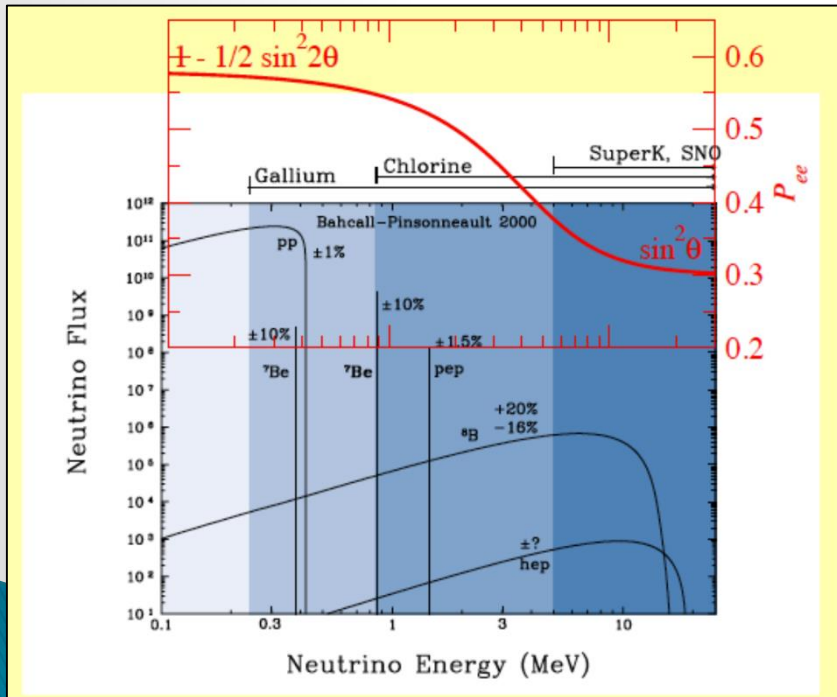 1 - 1/2 sin²2θ
0.6
0.5
0.4
0.3
0.2
P_ee
sin²θ
SuperK, SNO
Chlorine
Gallium
Bahcall-Pinsonneault 2000
pp
±1%
±10%
±10%
±1.5%
⁷Be
⁷Be
pep
+20%
-16%
⁸B
±?
hep
10¹²
10¹¹
10¹⁰
10⁹
10⁸
10⁷
10⁶
10⁵
10⁴
10³
10²
10¹
0.1
0.3
1
3
10
Neutrino Flux
Neutrino Energy (MeV)